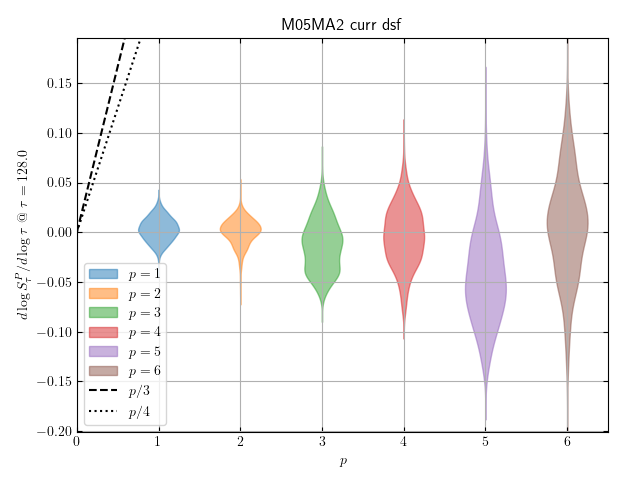 M05MA2 curr dsf
d log S_τ^P / d log τ @ τ = 128.0
0.15
0.10
0.05
0.00
−0.05
−0.10
−0.15
−0.20
p = 1
p = 2
p = 3
p = 4
p = 5
p = 6
p/3
p/4
0 1 2 3 4 5 6
p